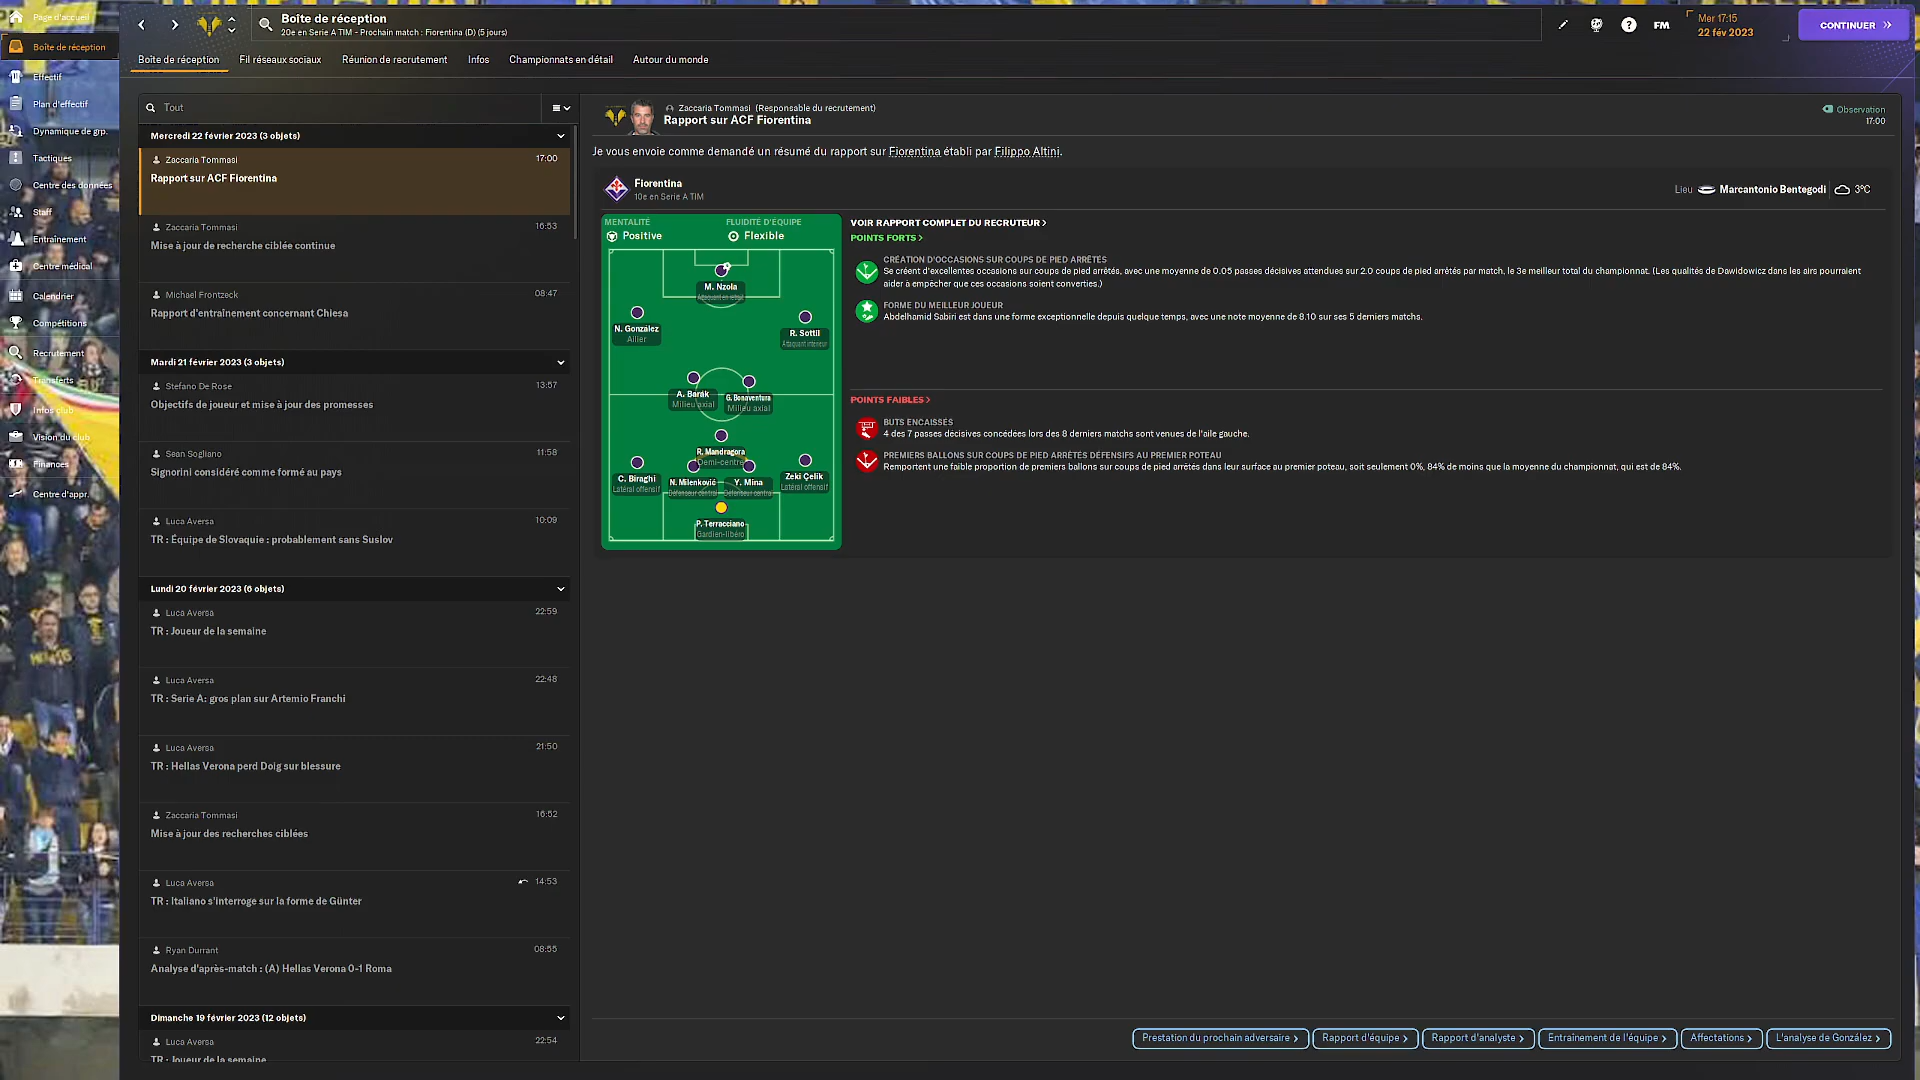 Page d'accueil
Boîte de réception
Effectif
Plan d'effectif
Dynamique de grp.
Tactiques
Centre des données
Staff
Entraînement
Centre médical
Calendrier
Compétitions
Recrutement
Transferts
Infos club
Vision du club
Finances
Centre d'appr.
Boîte de réception
20e en Serie A TIM - Prochain match : Fiorentina (D) (5 jours)
FM
Mer 17:15
22 fév 2023
CONTINUER
Boîte de réception
Fil réseaux sociaux
Réunion de recrutement
Infos
Championnats en détail
Autour du monde
Tout
Mercredi 22 février 2023 (3 objets)
Zaccaria Tommasi 17:00
Rapport sur ACF Fiorentina
Zaccaria Tommasi 16:53
Mise à jour de recherche ciblée continue
Michael Frontzeck 08:47
Rapport d'entraînement concernant Chiesa
Mardi 21 février 2023 (3 objets)
Stefano De Rose 13:57
Objectifs de joueur et mise à jour des promesses
Sean Sogliano 11:58
Signorini considéré comme formé au pays
Luca Aversa 10:09
TR : Équipe de Slovaquie : probablement sans Suslov
Lundi 20 février 2023 (6 objets)
Luca Aversa 22:59
TR : Joueur de la semaine
Luca Aversa 22:48
TR : Serie A: gros plan sur Artemio Franchi
Luca Aversa 21:50
TR : Hellas Verona perd Doig sur blessure
Zaccaria Tommasi 16:52
Mise à jour des recherches ciblées
Luca Aversa 14:53
TR : Italiano s'interroge sur la forme de Günter
Ryan Durrant 08:55
Analyse d'après-match : (A) Hellas Verona 0-1 Roma
Dimanche 19 février 2023 (12 objets)
Luca Aversa 22:54
TR : Joueur de la semaine
Zaccaria Tommasi (Responsable du recrutement)
Rapport sur ACF Fiorentina
Observation
17:00
Je vous envoie comme demandé un résumé du rapport sur Fiorentina établi par Filippo Altini.
Fiorentina
10e en Serie A TIM
Lieu Marcantonio Bentegodi 3°C
MENTALITÉ
Positive
FLUIDITÉ D'ÉQUIPE
Flexible
M. Nzola
Attaquant en retrait
N. González
Ailier
R. Sottil
Attaquant intérieur
A. Barák
Milieu axial
G. Bonaventura
Milieu axial
R. Mandragora
Demi-centre
C. Biraghi
Latéral offensif
N. Milenković
Défenseur central
Y. Mina
Défenseur central
Zeki Çelik
Latéral offensif
P. Terracciano
Gardien-libéro
VOIR RAPPORT COMPLET DU RECRUTEUR >
POINTS FORTS >
CRÉATION D'OCCASIONS SUR COUPS DE PIED ARRÊTÉS
Se créent d'excellentes occasions sur coups de pied arrêtés, avec une moyenne de 0.05 passes décisives attendues sur 2.0 coups de pied arrêtés par match, le 3e meilleur total du championnat. (Les qualités de Dawidowicz dans les airs pourraient
aider à empêcher que ces occasions soient converties.)
FORME DU MEILLEUR JOUEUR
Abdelhamid Sabiri est dans une forme exceptionnelle depuis quelque temps, avec une note moyenne de 8.10 sur ses 5 derniers matchs.
POINTS FAIBLES >
BUTS ENCAISSÉS
4 des 7 passes décisives concédées lors des 8 derniers matchs sont venues de l'aile gauche.
PREMIERS BALLONS SUR COUPS DE PIED ARRÊTÉS DÉFENSIFS AU PREMIER POTEAU
Remportent une faible proportion de premiers ballons sur coups de pied arrêtés dans leur surface au premier poteau, soit seulement 0%, 84% de moins que la moyenne du championnat, qui est de 84%.
Prestation du prochain adversaire >
Rapport d'équipe >
Rapport d'analyste >
Entraînement de l'équipe >
Affectations >
L'analyse de González >